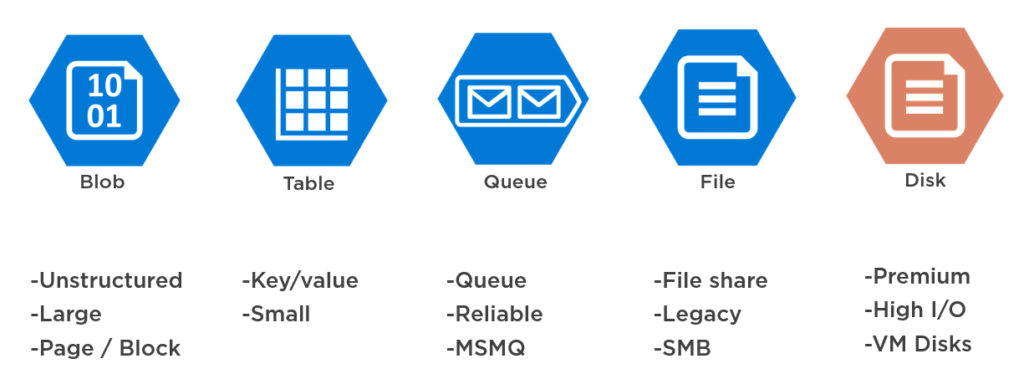 10
01
Blob
Table
Queue
File
Disk
-Unstructured
-Large
-Page / Block
-Key/value
-Small
-Queue
-Reliable
-MSMQ
-File share
-Legacy
-SMB
-Premium
-High I/O
-VM Disks